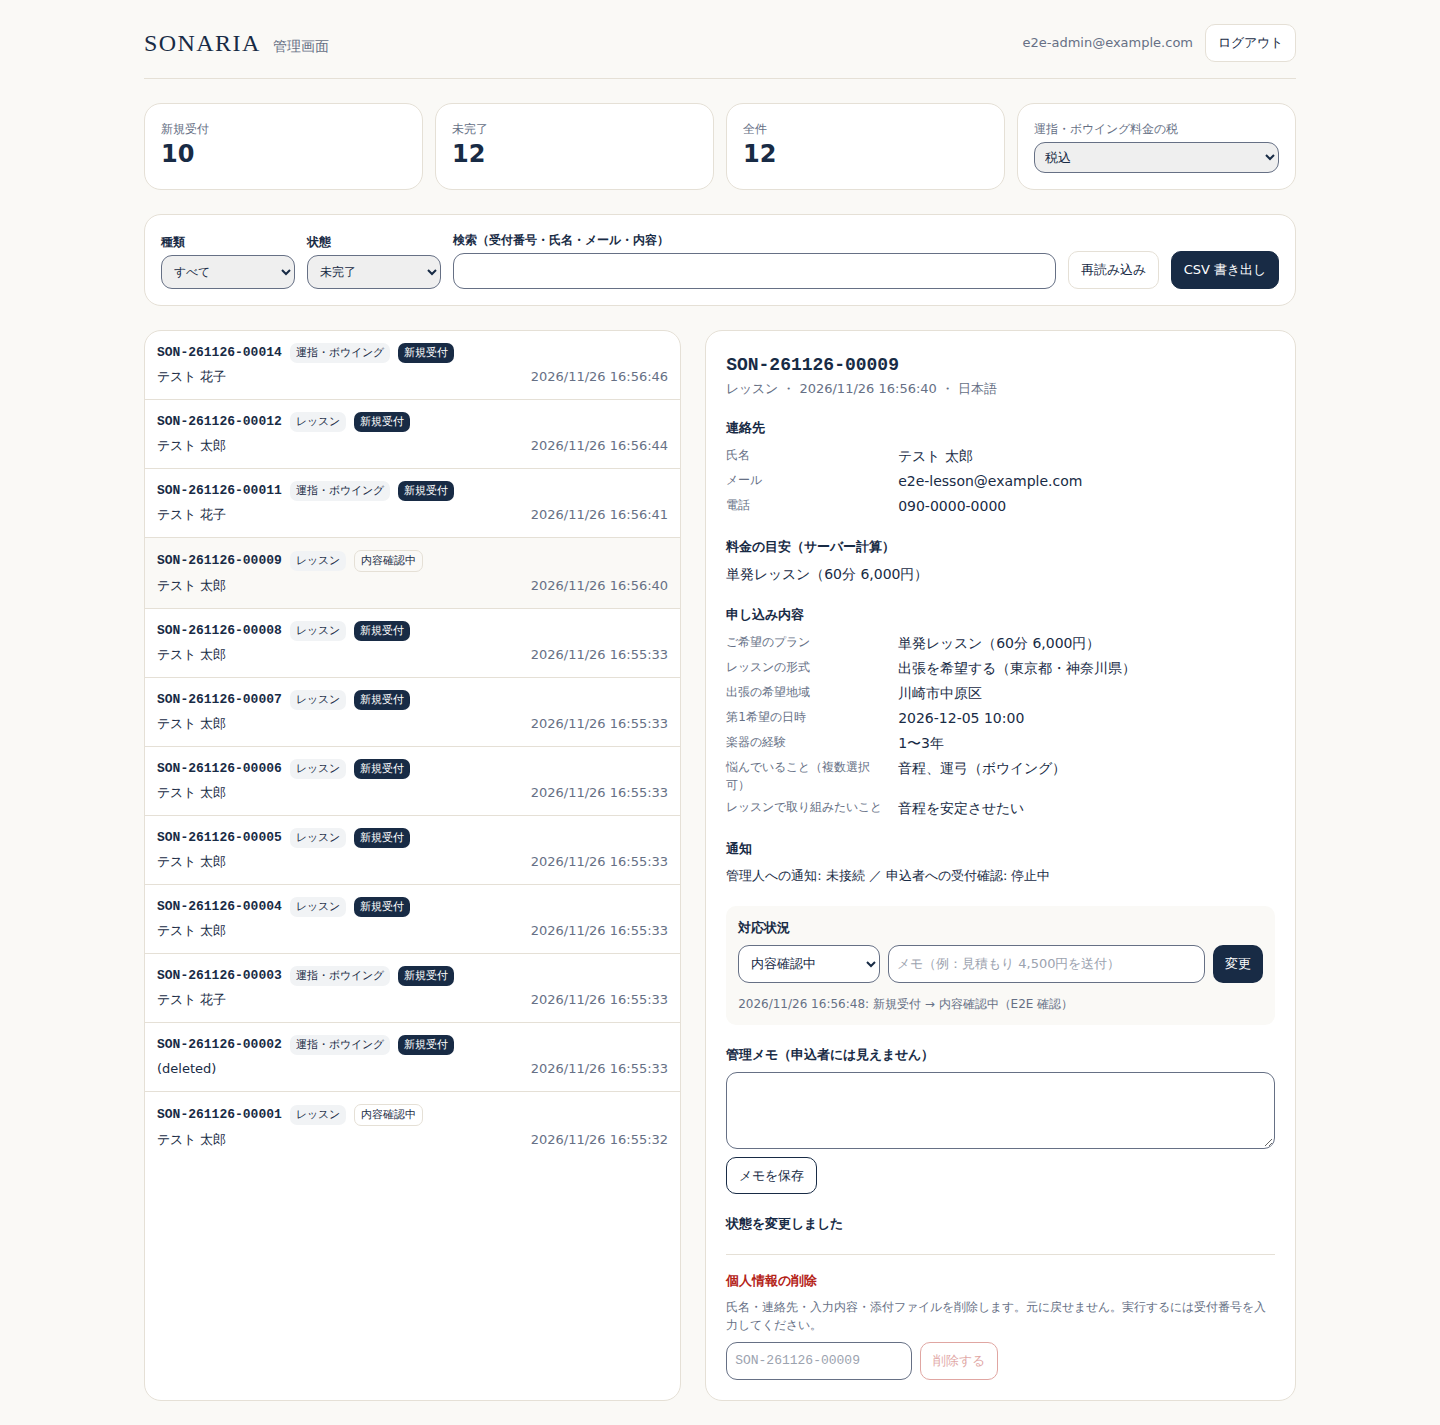 SONARIA 管理画面
e2e-admin@example.com ログアウト
新規受付
10
未完了
12
全件
12
運指・ボウイング料金の税
税込
種類
すべて
状態
未完了
検索（受付番号・氏名・メール・内容）
再読み込み
CSV 書き出し
SON-261126-00014 運指・ボウイング 新規受付
テスト 花子 2026/11/26 16:56:46
SON-261126-00012 レッスン 新規受付
テスト 太郎 2026/11/26 16:56:44
SON-261126-00011 運指・ボウイング 新規受付
テスト 花子 2026/11/26 16:56:41
SON-261126-00009 レッスン 内容確認中
テスト 太郎 2026/11/26 16:56:40
SON-261126-00008 レッスン 新規受付
テスト 太郎 2026/11/26 16:55:33
SON-261126-00007 レッスン 新規受付
テスト 太郎 2026/11/26 16:55:33
SON-261126-00006 レッスン 新規受付
テスト 太郎 2026/11/26 16:55:33
SON-261126-00005 レッスン 新規受付
テスト 太郎 2026/11/26 16:55:33
SON-261126-00004 レッスン 新規受付
テスト 太郎 2026/11/26 16:55:33
SON-261126-00003 運指・ボウイング 新規受付
テスト 花子 2026/11/26 16:55:33
SON-261126-00002 運指・ボウイング 新規受付
(deleted) 2026/11/26 16:55:33
SON-261126-00001 レッスン 内容確認中
テスト 太郎 2026/11/26 16:55:32
SON-261126-00009
レッスン ・ 2026/11/26 16:56:40 ・ 日本語
連絡先
氏名 テスト 太郎
メール e2e-lesson@example.com
電話 090-0000-0000
料金の目安（サーバー計算）
単発レッスン（60分 6,000円）
申し込み内容
ご希望のプラン 単発レッスン（60分 6,000円）
レッスンの形式 出張を希望する（東京都・神奈川県）
出張の希望地域 川崎市中原区
第1希望の日時 2026-12-05 10:00
楽器の経験 1〜3年
悩んでいること（複数選択 音程、運弓（ボウイング）
可）
レッスンで取り組みたいこと 音程を安定させたい
通知
管理人への通知: 未接続 ／ 申込者への受付確認: 停止中
対応状況
内容確認中 メモ（例：見積もり 4,500円を送付） 変更
2026/11/26 16:56:48: 新規受付 → 内容確認中（E2E 確認）
管理メモ（申込者には見えません）
メモを保存
状態を変更しました
個人情報の削除
氏名・連絡先・入力内容・添付ファイルを削除します。元に戻せません。実行するには受付番号を入
力してください。
SON-261126-00009 削除する